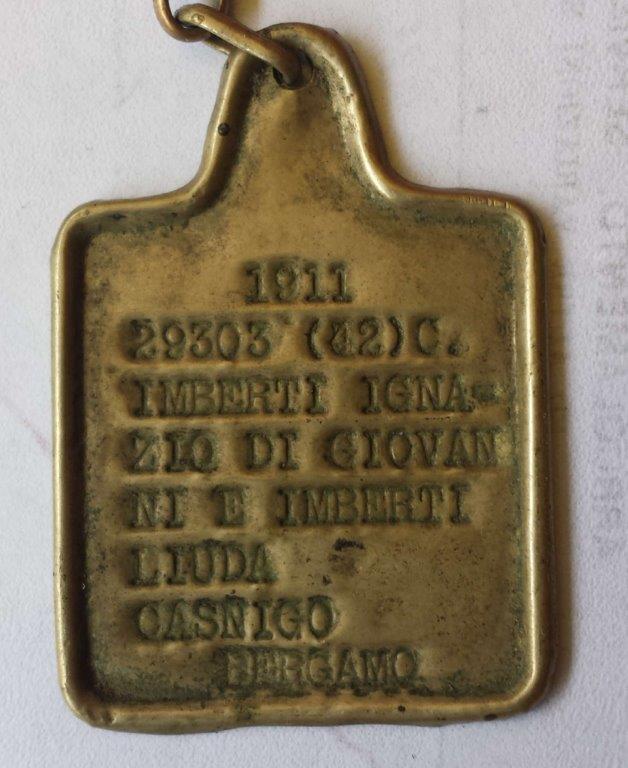 1911
29303 (42)C.
IMBERTI IGNA-
ZIO DI GIOVAN
NI E IMBERTI
LIUDA
CASNIGO
BERGAMO